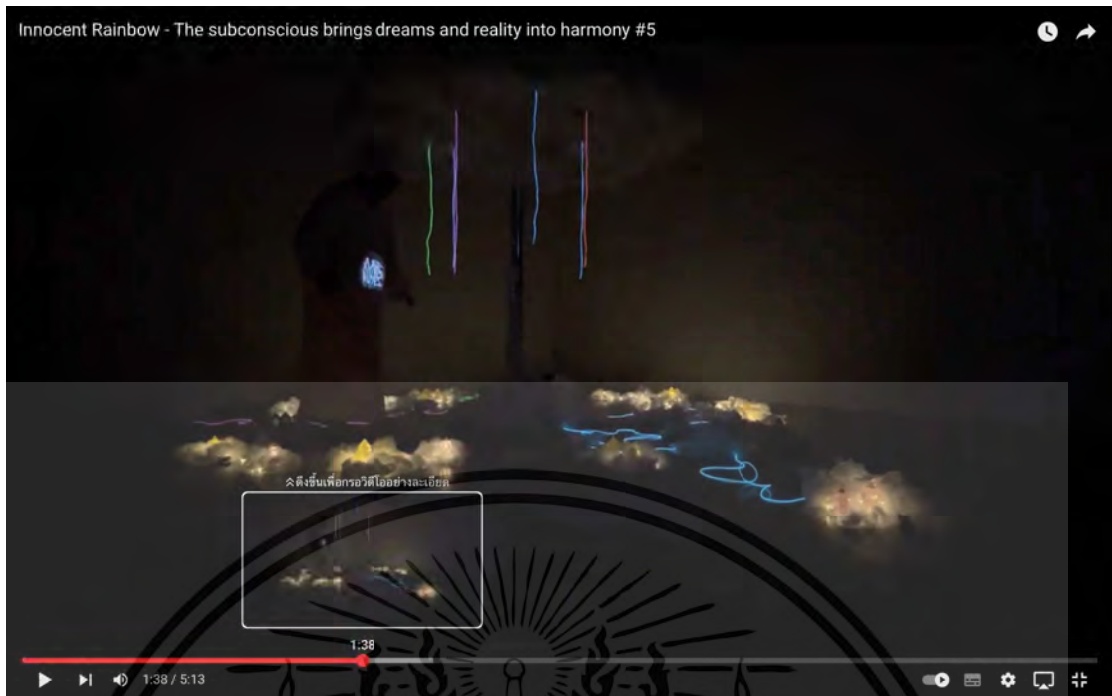 Innocent Rainbow - The subconscious brings dreams and reality into harmony #5
ดึงขึ้นเพื่อกรอวิดีโออย่างละเอียด
1:38
1:38 / 5:13